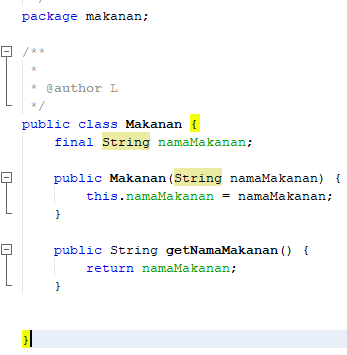 */
package makanan;
/**
*
* @author L
*/
public class Makanan {
final String namaMakanan;
public Makanan(String namaMakanan) {
this.namaMakanan = namaMakanan;
}
public String getNamaMakanan() {
return namaMakanan;
}
}